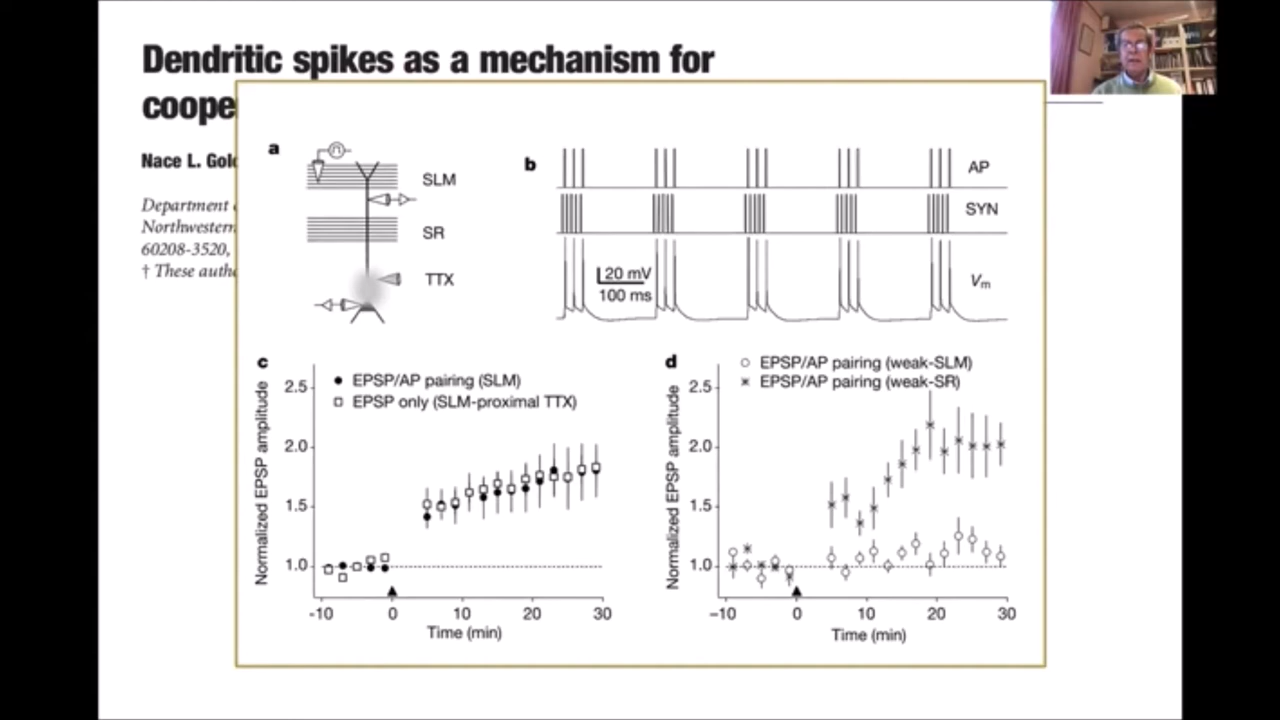 Dendritic spikes as a mechanism for
coope
Nace L. Gol
Department
Northwestern
60208-3520,
† These auth
a
SLM
SR
TTX
b
AP
SYN
20 mV
100 ms
Vm
c
EPSP/AP pairing (SLM)
EPSP only (SLM-proximal TTX)
Normalized EPSP amplitude
2.5
2.0
1.5
1.0
-10 0 10 20 30
Time (min)
d
EPSP/AP pairing (weak-SLM)
EPSP/AP pairing (weak-SR)
Normalized EPSP amplitude
2.5
2.0
1.5
1.0
–10 0 10 20 30
Time (min)